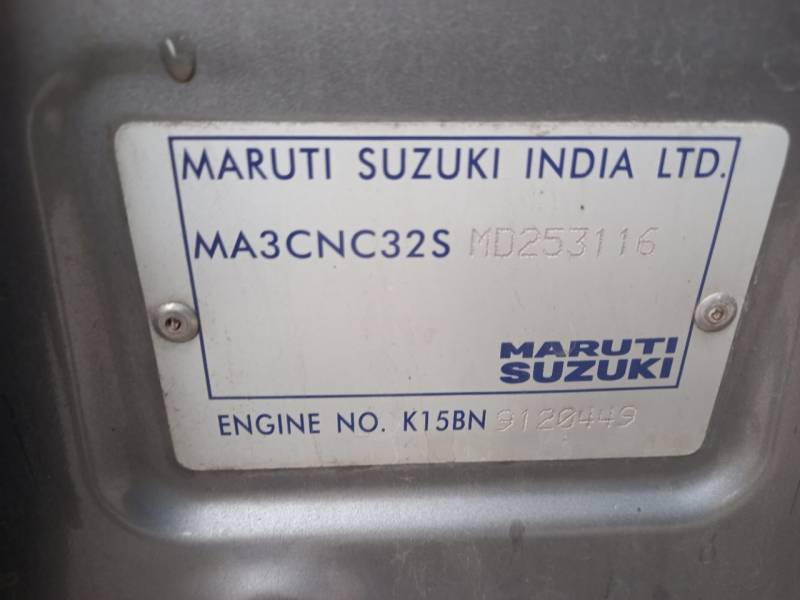 MARUTI SUZUKI INDIA LTD.
MA3CNC32S MD253116
MARUTI
SUZUKI
ENGINE NO. K15BN 9120449